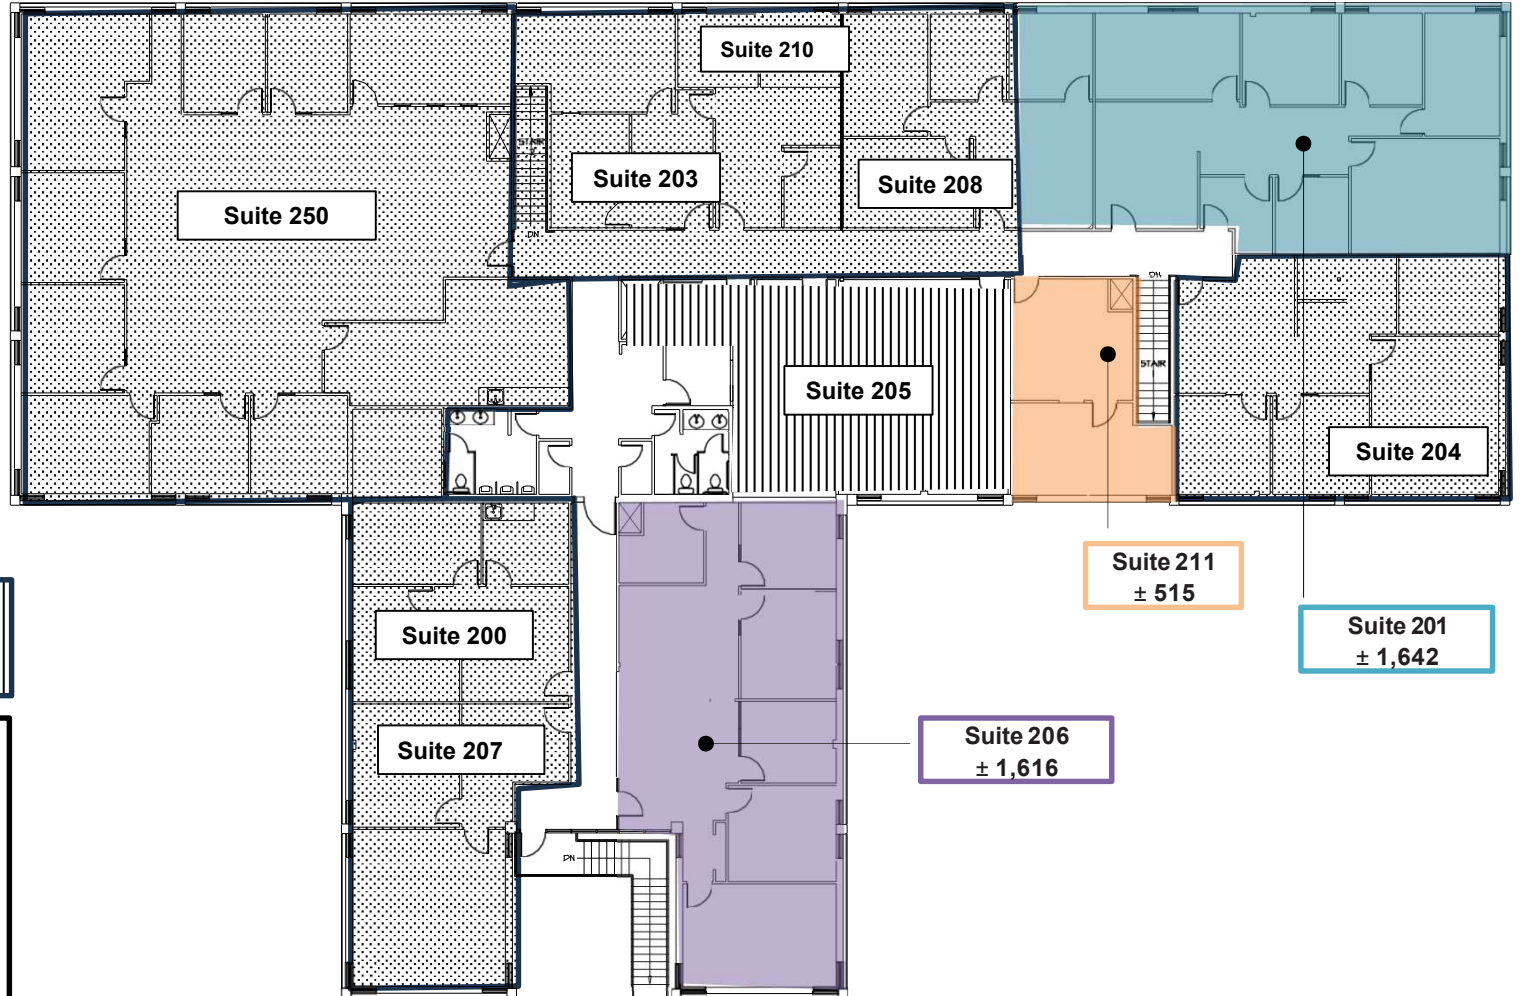 Suite 210
STAIR
Suite 203
Suite 208
Suite 250
DN
DN
STAIR
Suite 205
Suite 204
Suite 211
± 515
Suite 201
± 1,642
Suite 200
Suite 206
± 1,616
Suite 207
DN